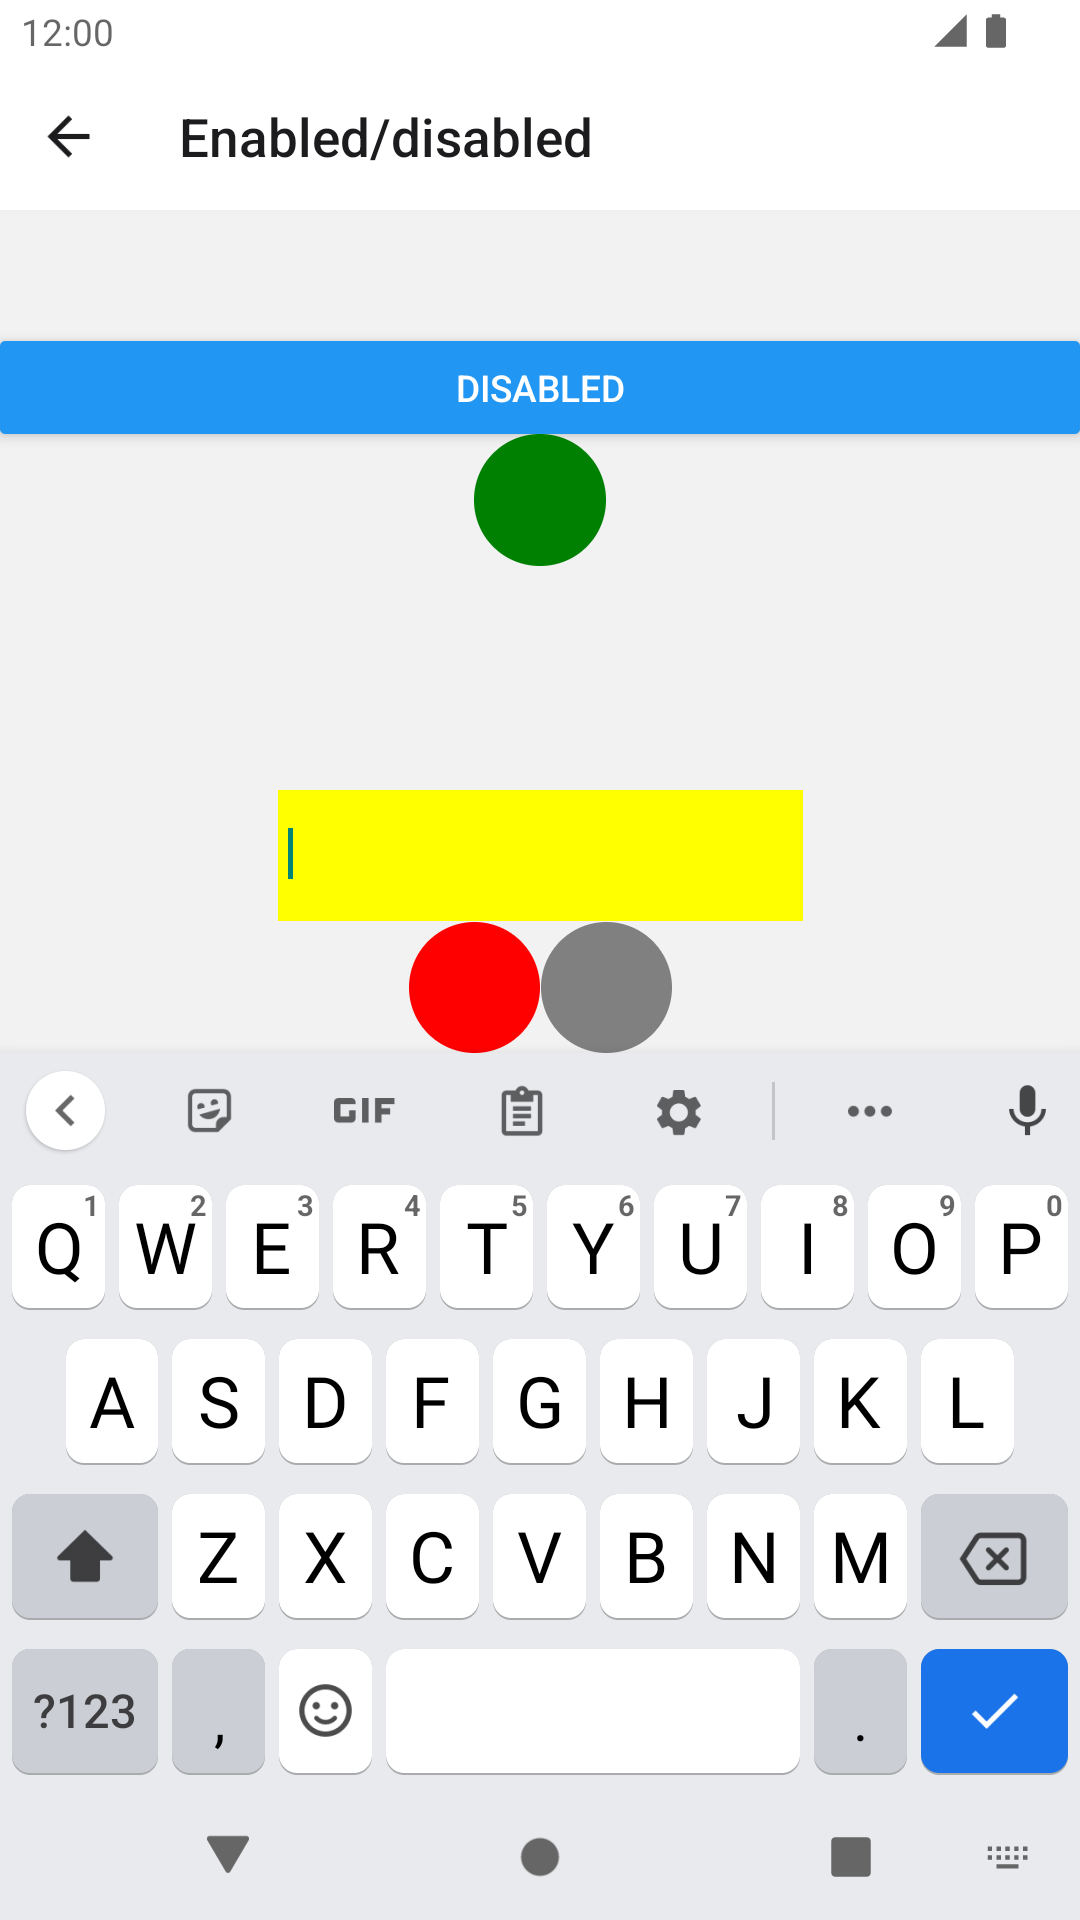 12:00
Enabled/disabled
DISABLED
GIF
1 2 3 4 5 6 7 8 9 0
Q W E R T Y U I O P
A S D F G H J K L
Z X C V B N M
?123 , .